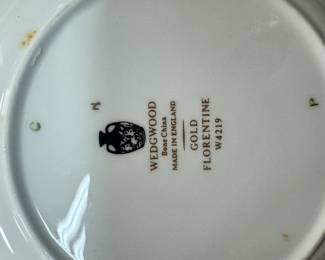 WEDGWOOD
Bone China
MADE IN ENGLAND
GOLD
FLORENTINE
W4219
C
P